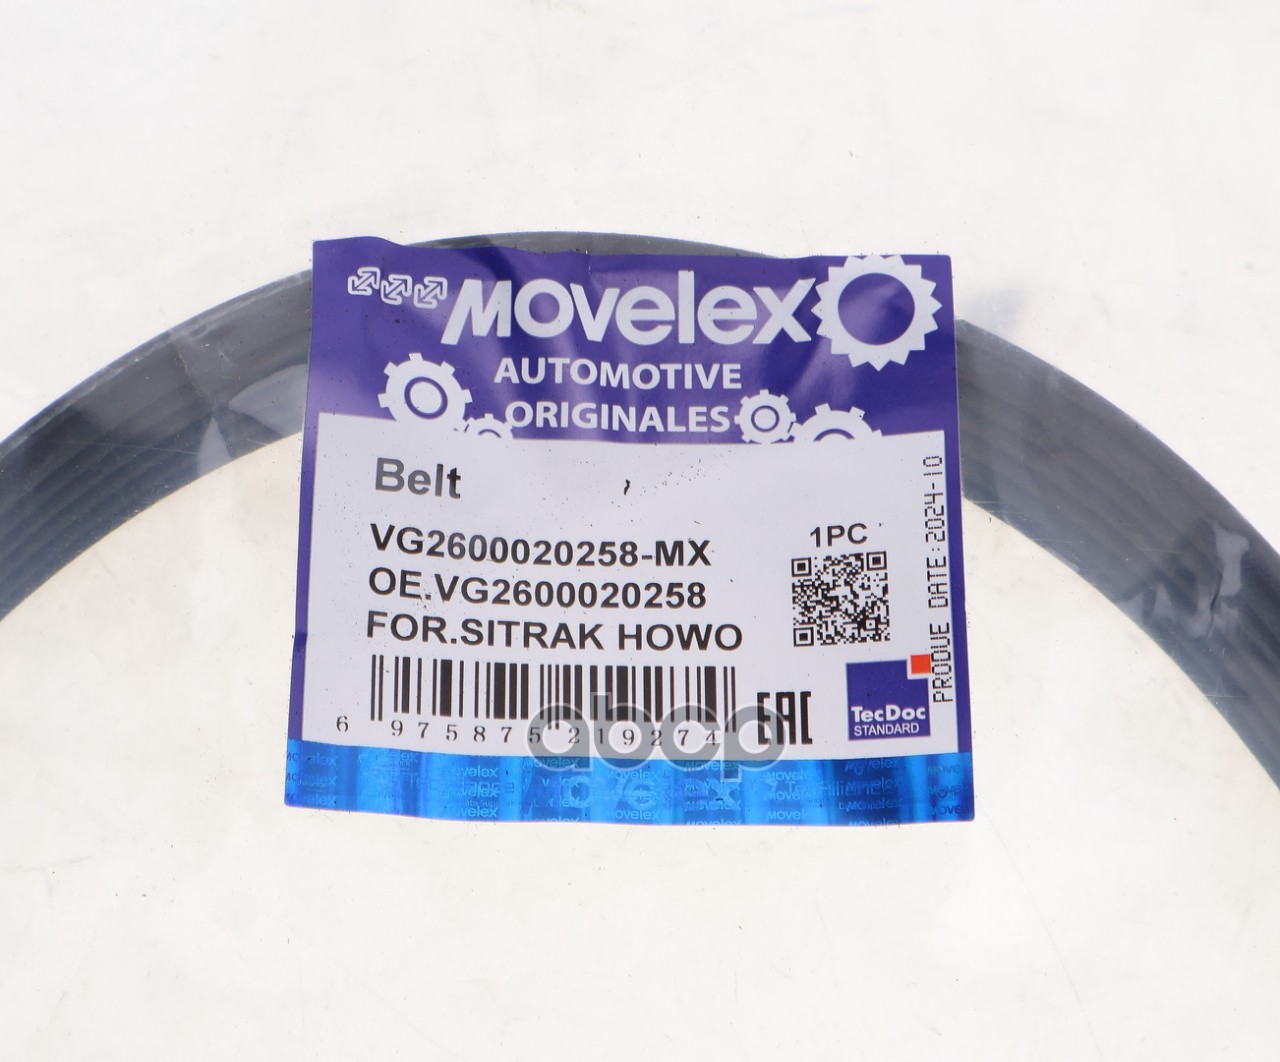 Movelex
AUTOMOTIVE
ORIGINALES
Belt
VG2600020258-MX
OE.VG2600020258
FOR.SITRAK HOWO
1PC
PRODUE DATE:2024-10
6 975875 219274
EAC
TecDoc
STANDARD
abcp